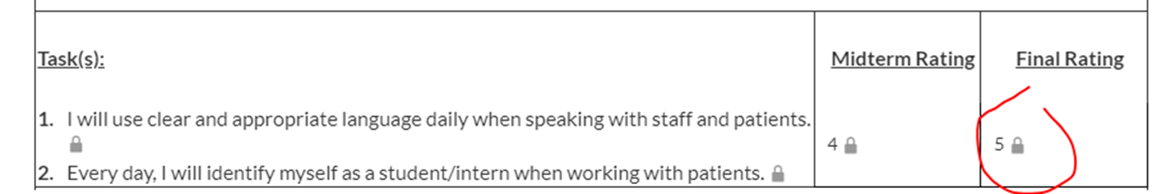 Task(s): Midterm Rating Final Rating
1. I will use clear and appropriate language daily when speaking with staff and patients.
4 5
2. Every day, I will identify myself as a student/intern when working with patients.